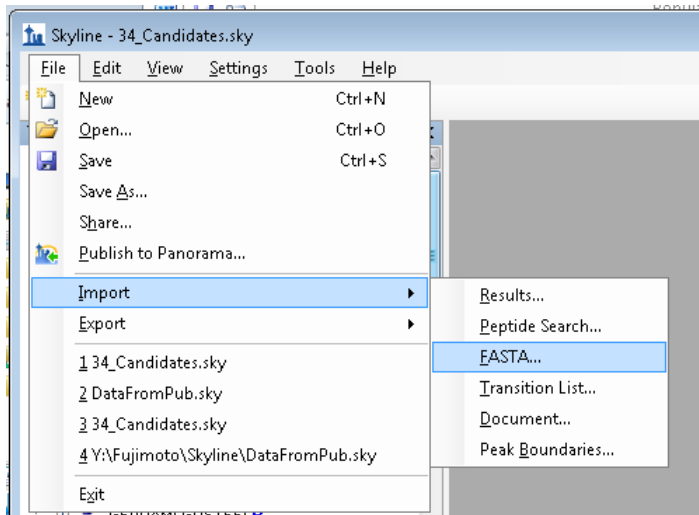 Skyline - 34_Candidates.sky
File Edit View Settings Tools Help
New Ctrl+N
Open... Ctrl+O
Save Ctrl+S
Save As...
Share...
Publish to Panorama...
Import
Export
1 34_Candidates.sky
2 DataFromPub.sky
3 34_Candidates.sky
4 Y:\Fujimoto\Skyline\DataFromPub.sky
Exit
Results...
Peptide Search...
FASTA...
Transition List...
Document...
Peak Boundaries...